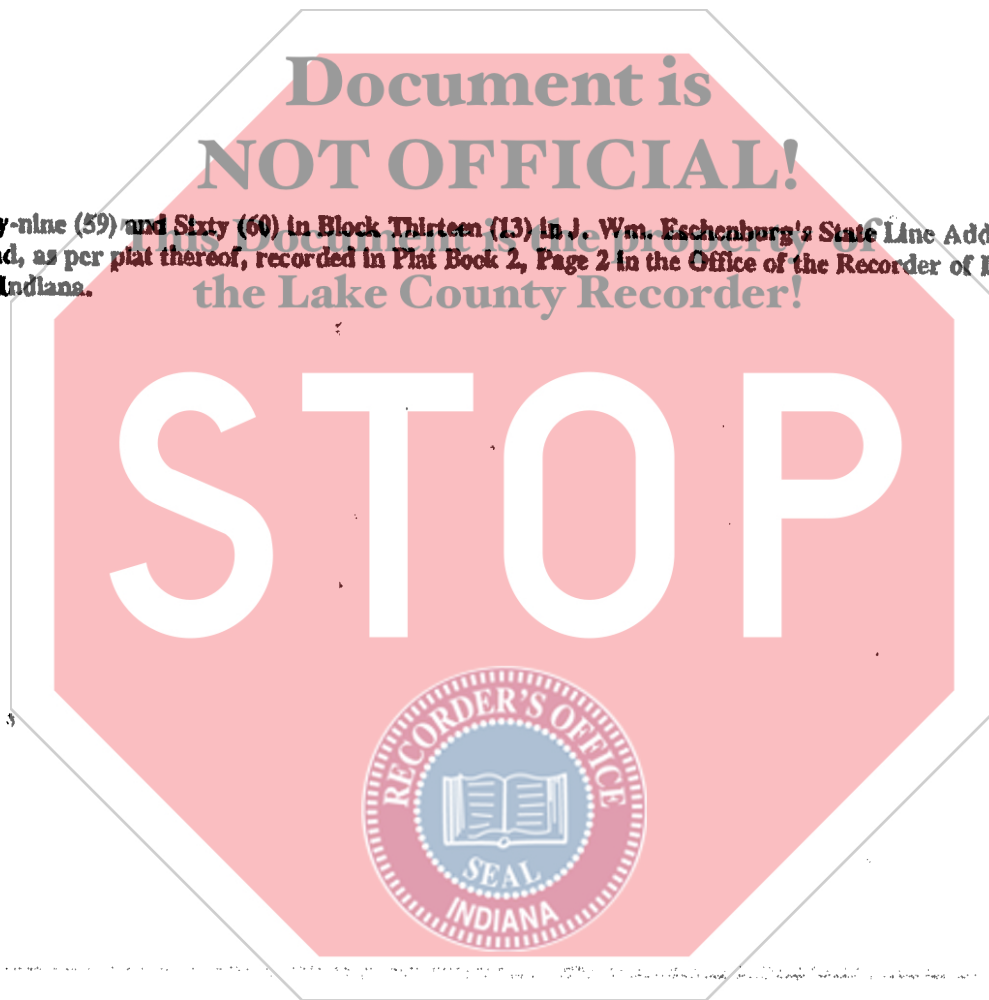 Document is
NOT OFFICIAL!
This Document is the property of
the Lake County Recorder!
y-nine (59) and Sixty (60) in Block Thirteen (13) in J. Wm. Eschenburg's State Line Add
d, as per plat thereof, recorded in Plat Book 2, Page 2 in the Office of the Recorder of
Indiana.
STOP
RECORDER'S OFFICE
SEAL
INDIANA